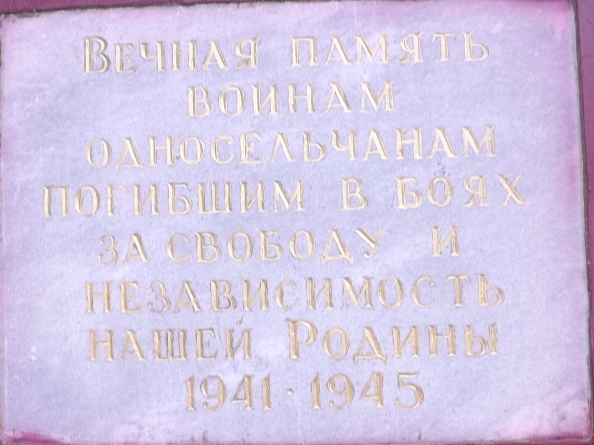 Вечная память
воинам
односельчанам
погибшим в боях
за свободу и
независимость
нашей Родины
1941·1945